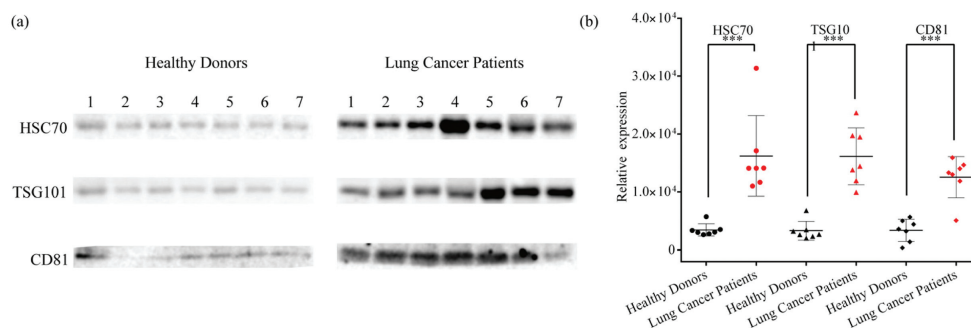 (a)
Healthy Donors
Lung Cancer Patients
1 2 3 4 5 6 7
1 2 3 4 5 6 7
HSC70
TSG101
CD81
(b)
Relative expression
4.0×10⁴
3.0×10⁴
2.0×10⁴
1.0×10⁴
0
HSC70
***
TSG10
***
CD81
***
Healthy Donors
Lung Cancer Patients
Healthy Donors
Lung Cancer Patients
Healthy Donors
Lung Cancer Patients